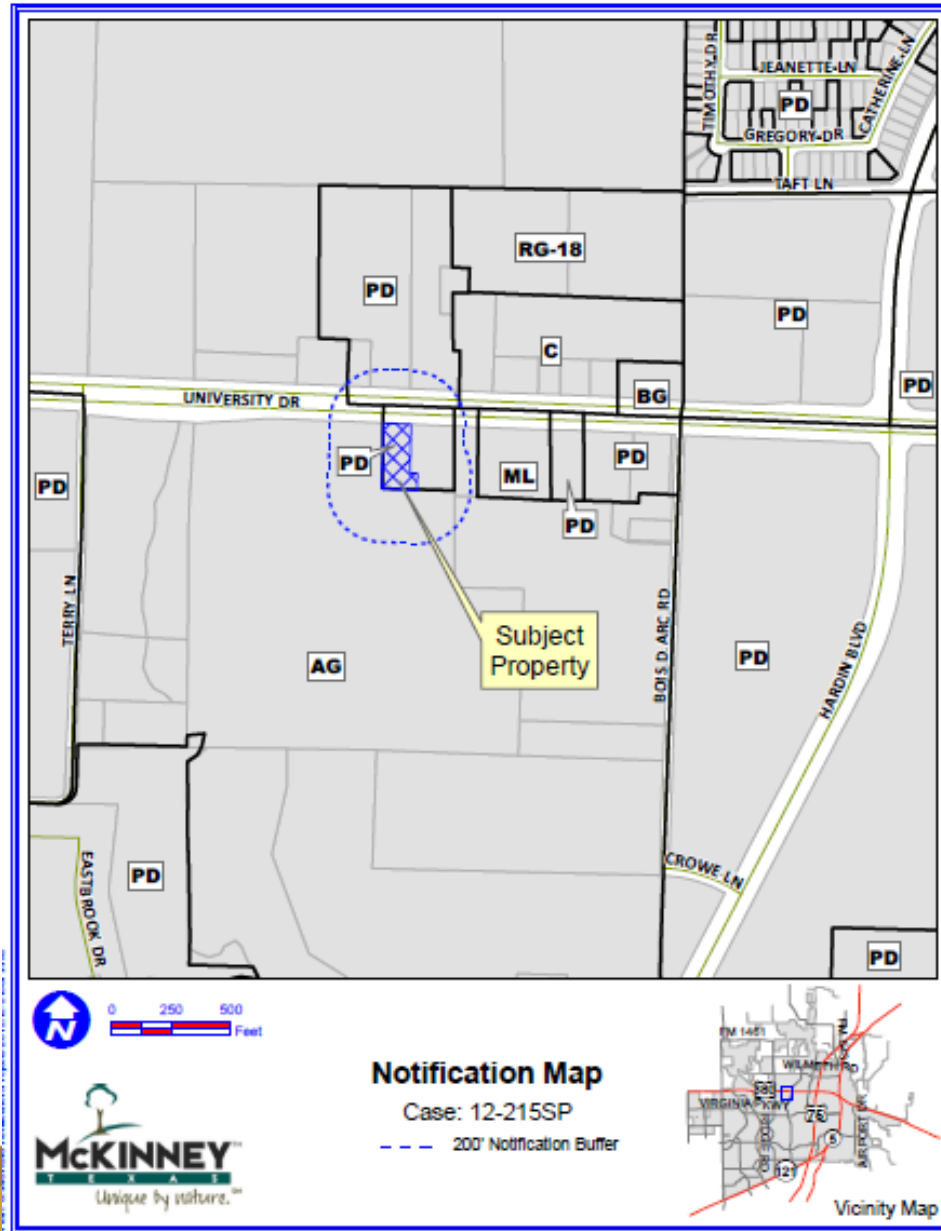 TIMOTHY DR
JEANETTE LN
CATHERINE LN
PD
GREGORY DR
TAFT LN
RG-18
PD
PD
C
BG
PD
UNIVERSITY DR
PD
PD
ML
PD
PD
TERRY LN
BOIS D ARC RD
HARDIN BLVD
Subject
Property
PD
AG
CROWE LN
EASTBROOK DR
PD
PD
N
0 250 500
Feet
Notification Map
Case: 12-215SP
200' Notification Buffer
McKINNEY
TEXAS
Unique by nature.
FM 1461
WILMETH RD
VIRGINIA PKWY
RIDGE RD
AIRPORT DR
5
121
Vicinity Map